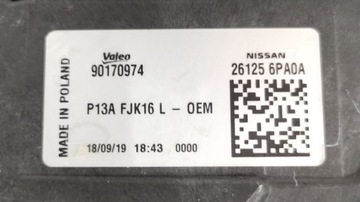 Valeo
90170974
NISSAN
26125 6PA0A
MADE IN POLAND
P13A FJK16 L - OEM
18/09/19 18:43 0000